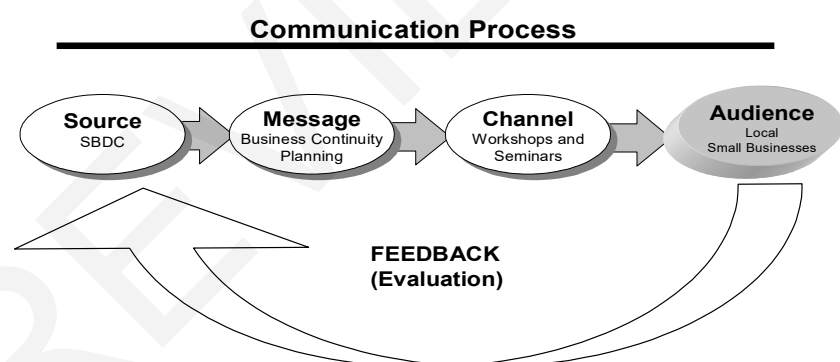 Communication Process
Source
SBDC
Message
Business Continuity
Planning
Channel
Workshops and
Seminars
Audience
Local
Small Businesses
FEEDBACK
(Evaluation)